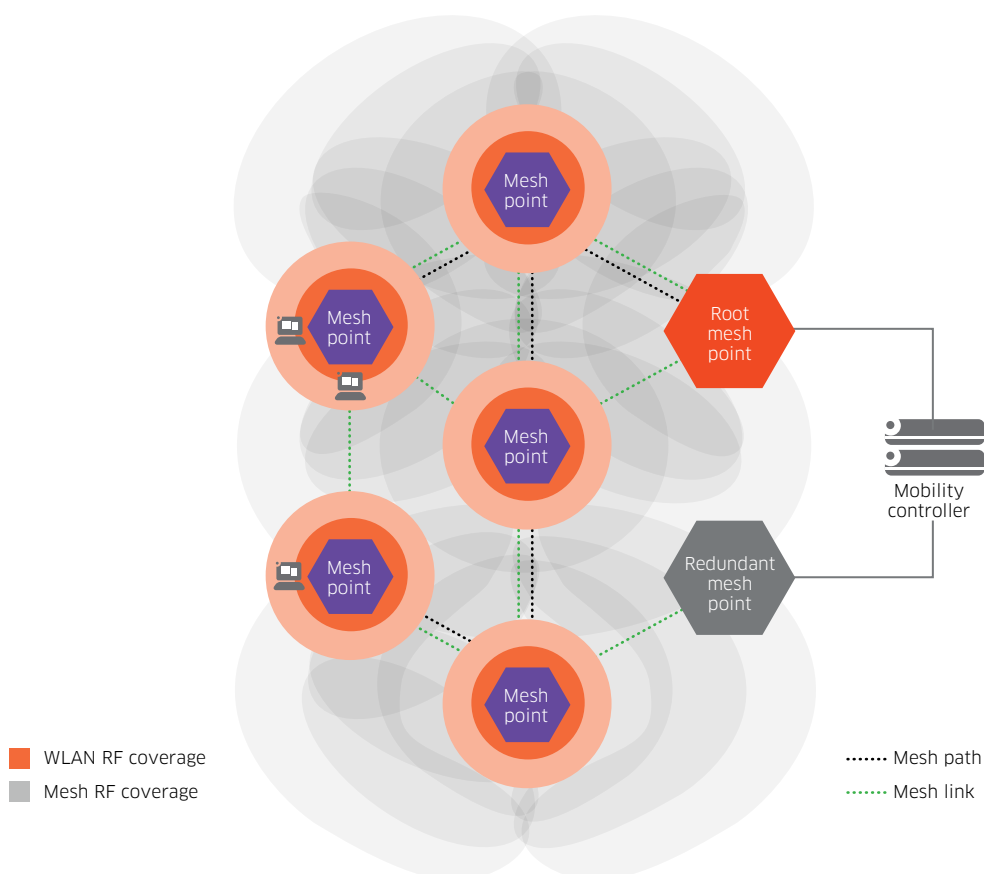 Mesh
point
Mesh
point
Root
mesh
point
Mesh
point
Mobility
controller
Mesh
point
Redundant
mesh
point
Mesh
point
WLAN RF coverage
Mesh RF coverage
Mesh path
Mesh link